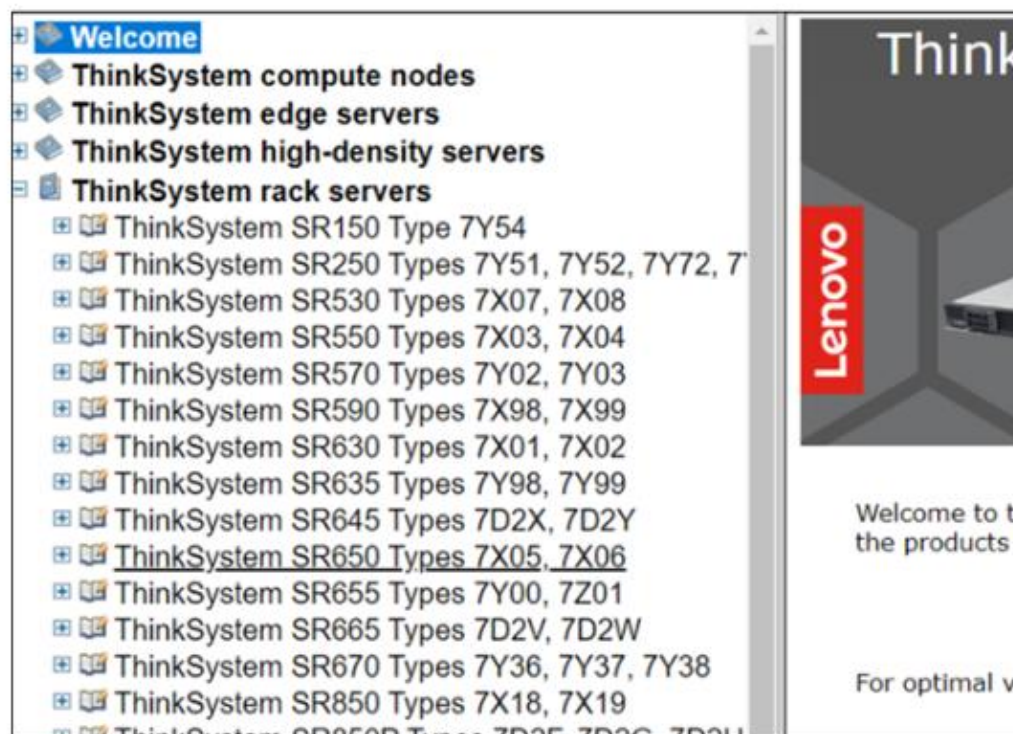 Welcome
ThinkSystem compute nodes
ThinkSystem edge servers
ThinkSystem high-density servers
ThinkSystem rack servers
ThinkSystem SR150 Type 7Y54
ThinkSystem SR250 Types 7Y51, 7Y52, 7Y72,
ThinkSystem SR530 Types 7X07, 7X08
ThinkSystem SR550 Types 7X03, 7X04
ThinkSystem SR570 Types 7Y02, 7Y03
ThinkSystem SR590 Types 7X98, 7X99
ThinkSystem SR630 Types 7X01, 7X02
ThinkSystem SR635 Types 7Y98, 7Y99
ThinkSystem SR645 Types 7D2X, 7D2Y
ThinkSystem SR650 Types 7X05, 7X06
ThinkSystem SR655 Types 7Y00, 7Z01
ThinkSystem SR665 Types 7D2V, 7D2W
ThinkSystem SR670 Types 7Y36, 7Y37, 7Y38
ThinkSystem SR850 Types 7X18, 7X19
Think
Lenovo
Welcome to t
the products
For optimal v